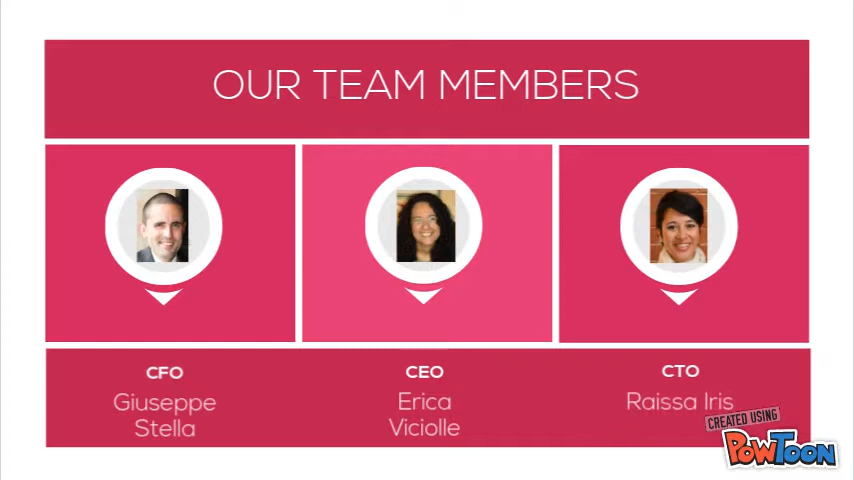 OUR TEAM MEMBERS
CFO
Giuseppe
Stella
CEO
Erica
Viciolle
CTO
Raissa Iris
CREATED USING
POWTOON